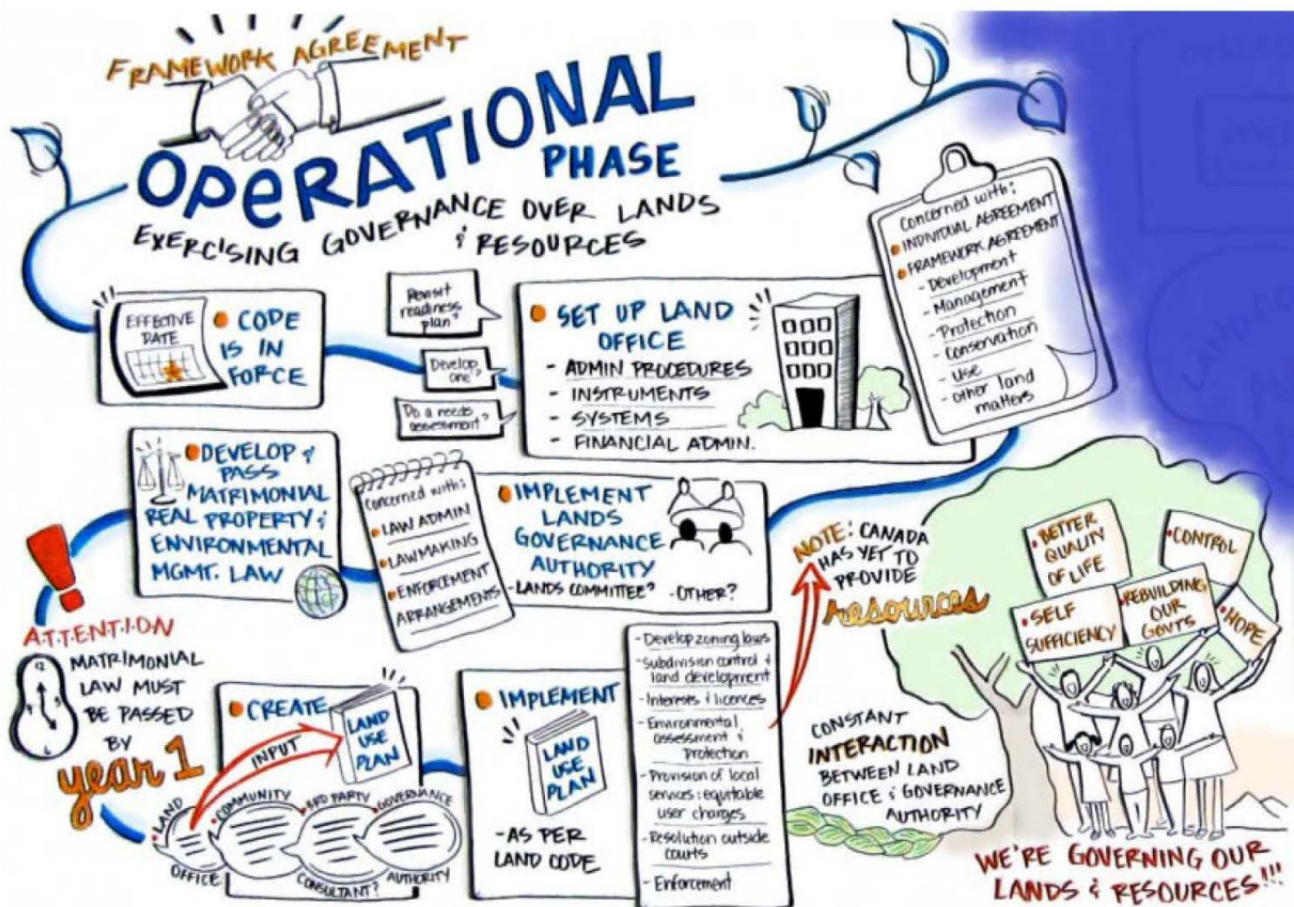 FRAMEWORK AGREEMENT
OPERATIONAL
PHASE
EXERCISING GOVERNANCE OVER LANDS
& RESOURCES
EFFECTIVE
DATE
CODE
IS IN
FORCE
Revisit
readiness
plan?
Develop
one?
Do a needs
assessment?
SET UP LAND
OFFICE
- ADMIN PROCEDURES
- INSTRUMENTS
- SYSTEMS
- FINANCIAL ADMIN.
Concerned with:
INDIVIDUAL AGREEMENT
FRAMEWORK AGREEMENT
- Development
- Management
- Protection
- Conservation
- Use
- other land
matters
IMPLEMENT
LANDS
GOVERNANCE
AUTHORITY
- LANDS COMMITTEE?
- OTHER?
Concerned with:
LAW ADMIN
LAWMAKING
ENFORCEMENT
ARRANGEMENTS
DEVELOP &
PASS
MATRIMONIAL
REAL PROPERTY &
ENVIRONMENTAL
MGMT. LAW
ATTENTION
MATRIMONIAL
LAW MUST
BE PASSED
BY
year 1
CREATE
LAND
USE
PLAN
INPUT
LAND
OFFICE
COMMUNITY
3RD PARTY
CONSULTANT?
GOVERNANCE
AUTHORITY
IMPLEMENT
LAND
USE
PLAN
- AS PER
LAND CODE
- Develop zoning laws
- Subdivision control &
land development
- Interests & licences
- Environmental
assessment &
protection
- Provision of local
services & equitable
user charges
- Resolution outside
courts
- Enforcement
NOTE: CANADA
HAS YET TO
PROVIDE
resources
CONSTANT
INTERACTION
BETWEEN LAND
OFFICE & GOVERNANCE
AUTHORITY
BETTER
QUALITY
OF LIFE
CONTROL
SELF
SUFFICIENCY
REBUILDING
OUR
GOVTS
HOPE
WE'RE GOVERNING OUR
LANDS & RESOURCES!!!